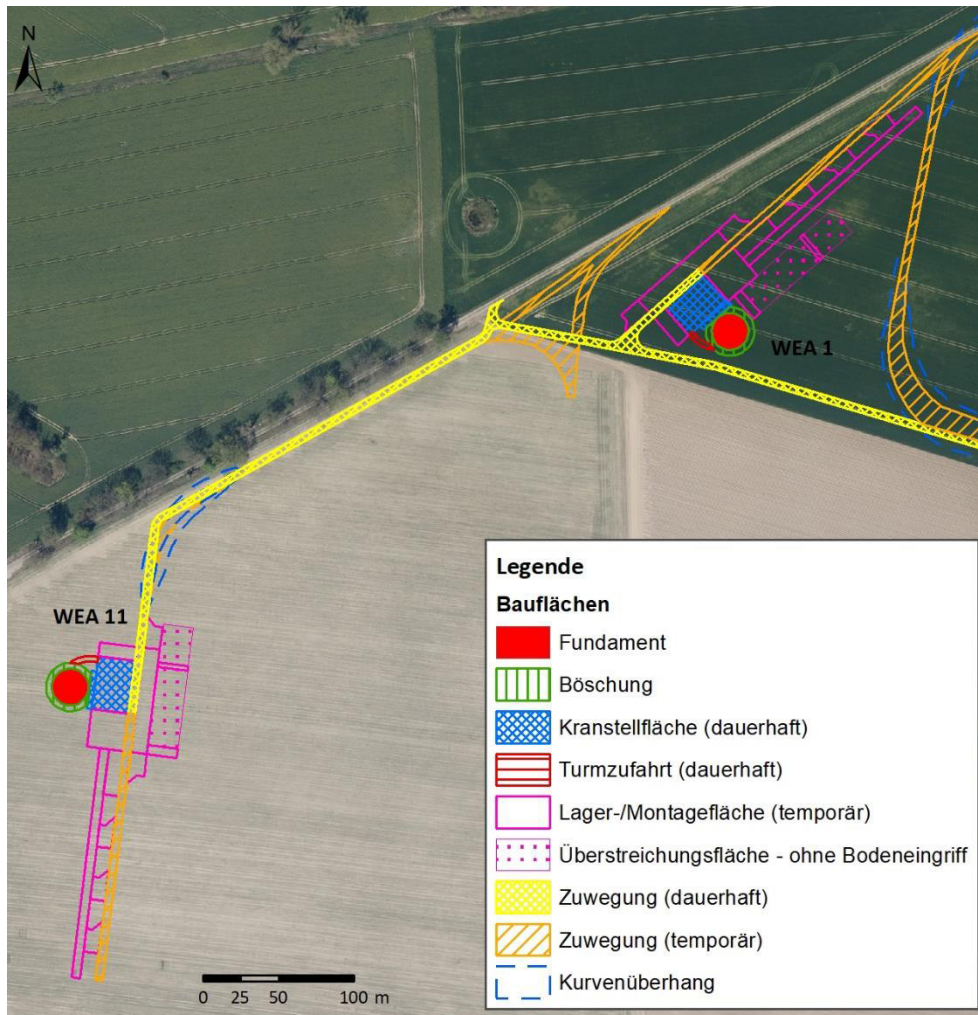 N
WEA 1
WEA 11
Legende
Bauflächen
Fundament
Böschung
Kranstellfläche (dauerhaft)
Turmzufahrt (dauerhaft)
Lager-/Montagefläche (temporär)
Überstreichungsfläche - ohne Bodeneingriff
Zuwegung (dauerhaft)
Zuwegung (temporär)
Kurvenüberhang
0 25 50 100 m